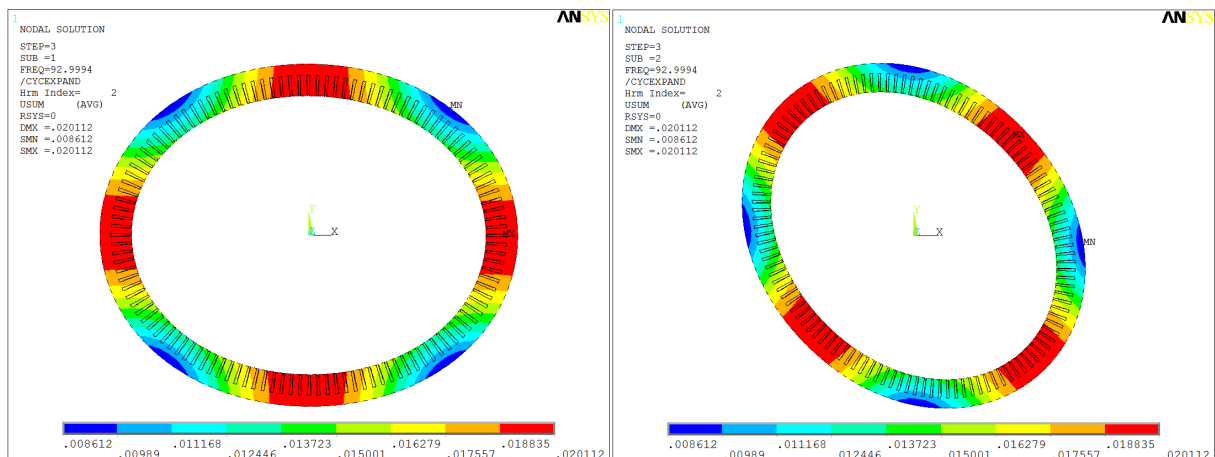 1
ANSYS
NODAL SOLUTION
STEP=3
SUB =1
FREQ=92.9994
/CYCEXPAND
Hrm Index= 2
USUM (AVG)
RSYS=0
DMX =.020112
SMN =.008612
SMX =.020112
MN
Y
Z X
MX
.008612 .011168 .013723 .016279 .018835
.00989 .012446 .015001 .017557 .020112
1
ANSYS
NODAL SOLUTION
STEP=3
SUB =2
FREQ=92.9994
/CYCEXPAND
Hrm Index= 2
USUM (AVG)
RSYS=0
DMX =.020112
SMN =.008612
SMX =.020112
MX
Y
Z X
MN
.008612 .011168 .013723 .016279 .018835
.00989 .012446 .015001 .017557 .020112